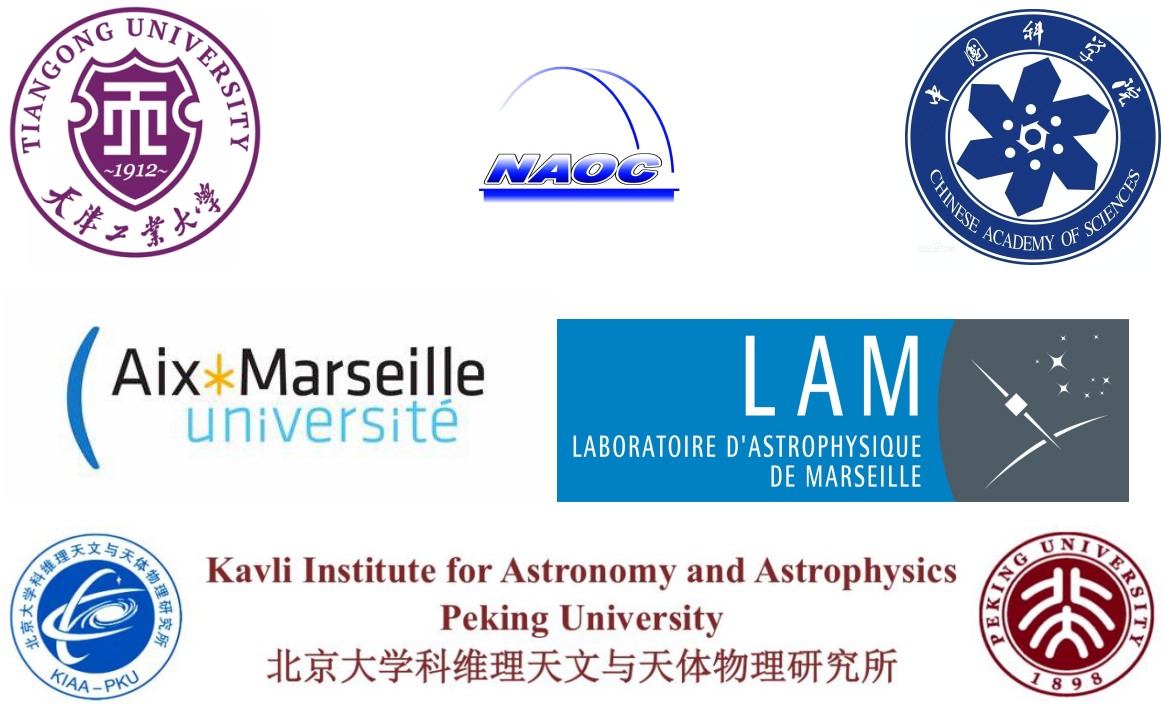 TIANGONG UNIVERSITY
~1912~
天津工业大学
NAOC
中国科学院
CHINESE ACADEMY OF SCIENCES
Aix*Marseille
université
LAM
LABORATOIRE D'ASTROPHYSIQUE
DE MARSEILLE
北京大学科维理天文与天体物理研究所
KIAA-PKU
Kavli Institute for Astronomy and Astrophysics
Peking University
北京大学科维理天文与天体物理研究所
PEKING UNIVERSITY
1898